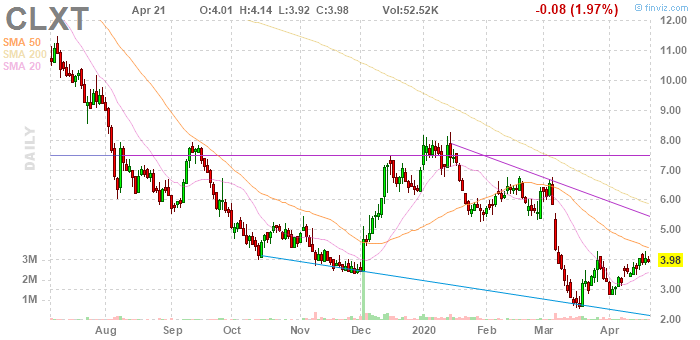 CLXT Apr 21 O:4.01 H:4.14 L:3.92 C:3.98 Vol:52.52K -0.08 (1.97%) © finviz.com
SMA 50
SMA 200
SMA 20
DAILY
12.00
11.00
10.00
9.00
8.00
7.00
6.00
5.00
3.98
3.00
2.00
3M
2M
1M
Aug Sep Oct Nov Dec 2020 Feb Mar Apr